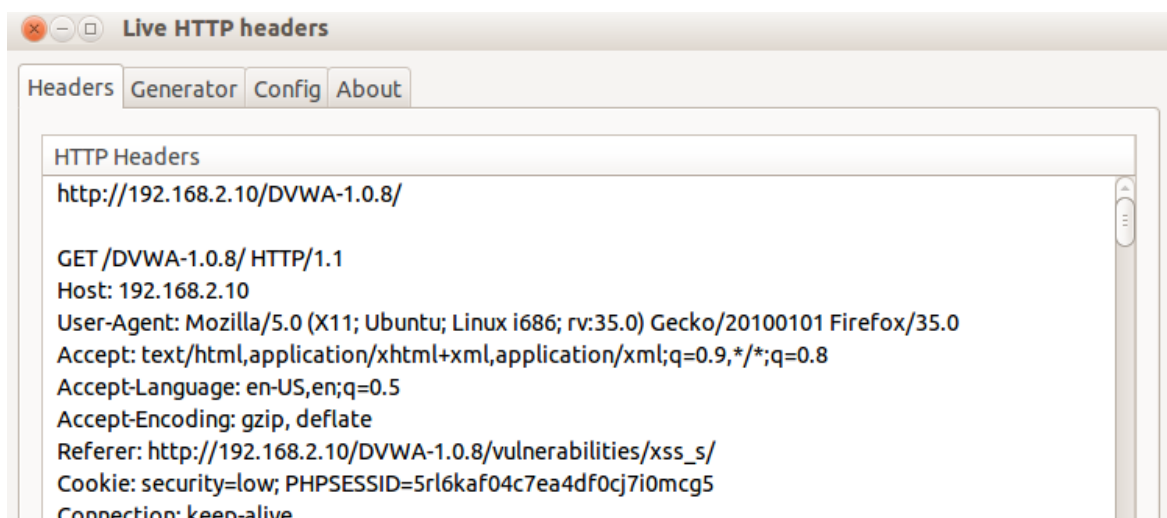 Live HTTP headers
Headers Generator Config About
HTTP Headers
http://192.168.2.10/DVWA-1.0.8/
GET /DVWA-1.0.8/ HTTP/1.1
Host: 192.168.2.10
User-Agent: Mozilla/5.0 (X11; Ubuntu; Linux i686; rv:35.0) Gecko/20100101 Firefox/35.0
Accept: text/html,application/xhtml+xml,application/xml;q=0.9,*/*;q=0.8
Accept-Language: en-US,en;q=0.5
Accept-Encoding: gzip, deflate
Referer: http://192.168.2.10/DVWA-1.0.8/vulnerabilities/xss_s/
Cookie: security=low; PHPSESSID=5rl6kaf04c7ea4df0cj7i0mcg5
Connection: keep-alive